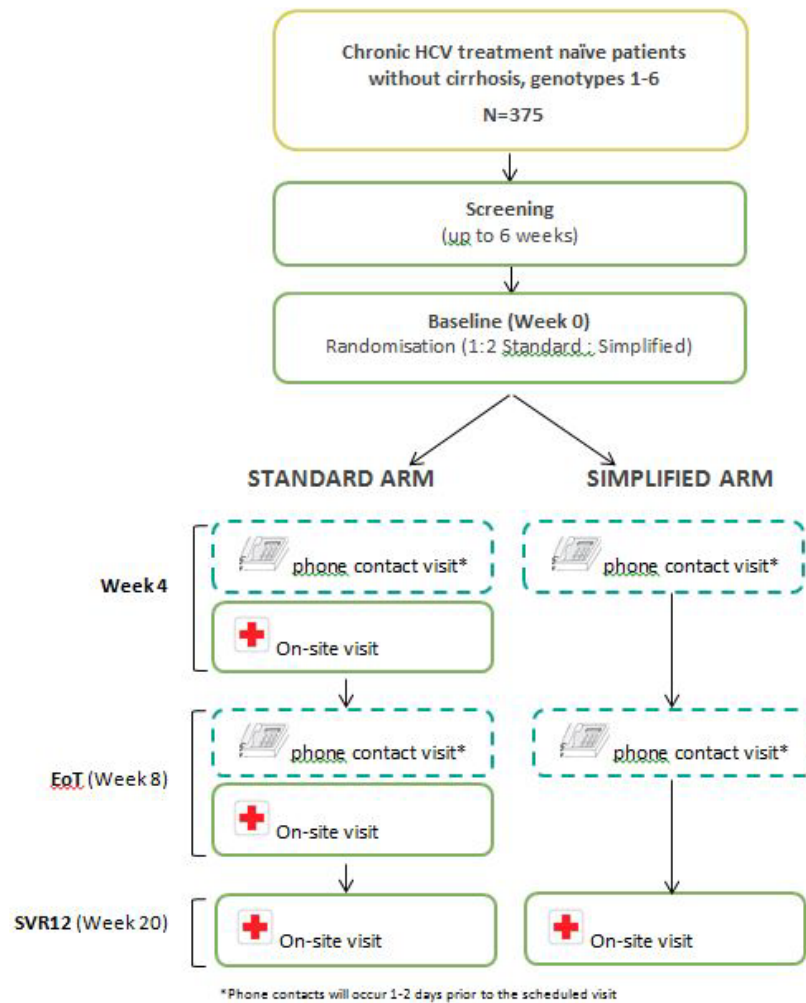 Chronic HCV treatment naïve patients
without cirrhosis, genotypes 1-6
N=375
Screening
(up to 6 weeks)
Baseline (Week 0)
Randomisation (1:2 Standard : Simplified)
STANDARD ARM
SIMPLIFIED ARM
Week 4
phone contact visit*
phone contact visit*
On-site visit
EoT (Week 8)
phone contact visit*
phone contact visit*
On-site visit
SVR12 (Week 20)
On-site visit
On-site visit
*Phone contacts will occur 1-2 days prior to the scheduled visit